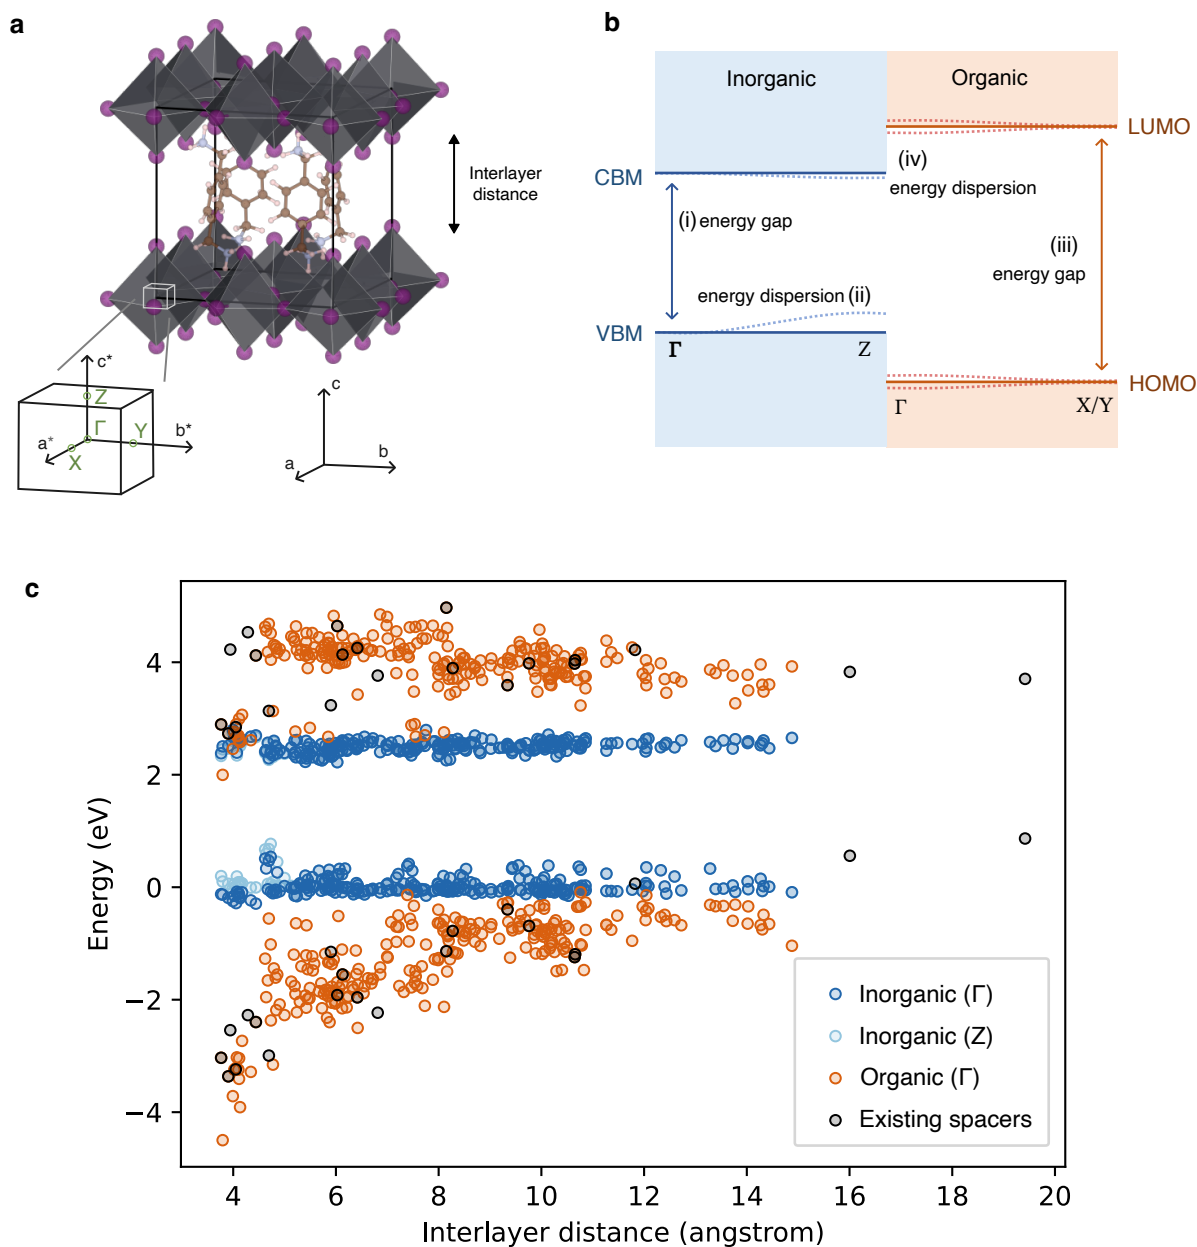 a
Interlayer
distance
c*
Z
Γ
Y
b*
a*
X
c
a
b
b
Inorganic
Organic
LUMO
CBM
(iv)
energy dispersion
(i) energy gap
(iii)
energy gap
energy dispersion (ii)
VBM
Γ
Z
HOMO
Γ
X/Y
c
Energy (eV)
4
2
0
−2
−4
Inorganic (Γ)
Inorganic (Z)
Organic (Γ)
Existing spacers
4 6 8 10 12 14 16 18 20
Interlayer distance (angstrom)